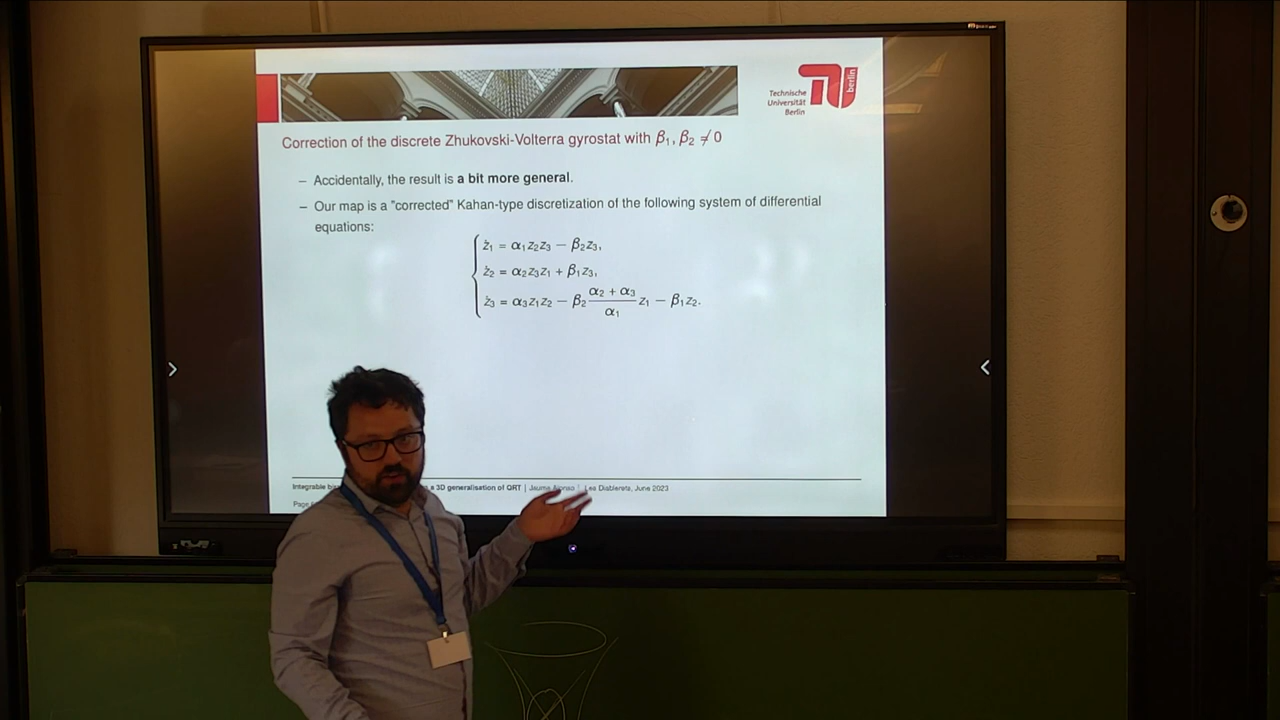 Technische
Universität
Berlin
berlin
Correction of the discrete Zhukovski-Volterra gyrostat with β₁, β₂ ≠ 0
– Accidentally, the result is a bit more general.
– Our map is a "corrected" Kahan-type discretization of the following system of differential
equations:
ż₁ = α₁z₂z₃ − β₂z₃,
ż₂ = α₂z₃z₁ + β₁z₃,
ż₃ = α₃z₁z₂ − β₂ (α₂ + α₃)/α₁ z₁ − β₁z₂.
Integrable a 3D generalisation of QRT | Jaume Alonso | Les Diablerets, June 2023
Page